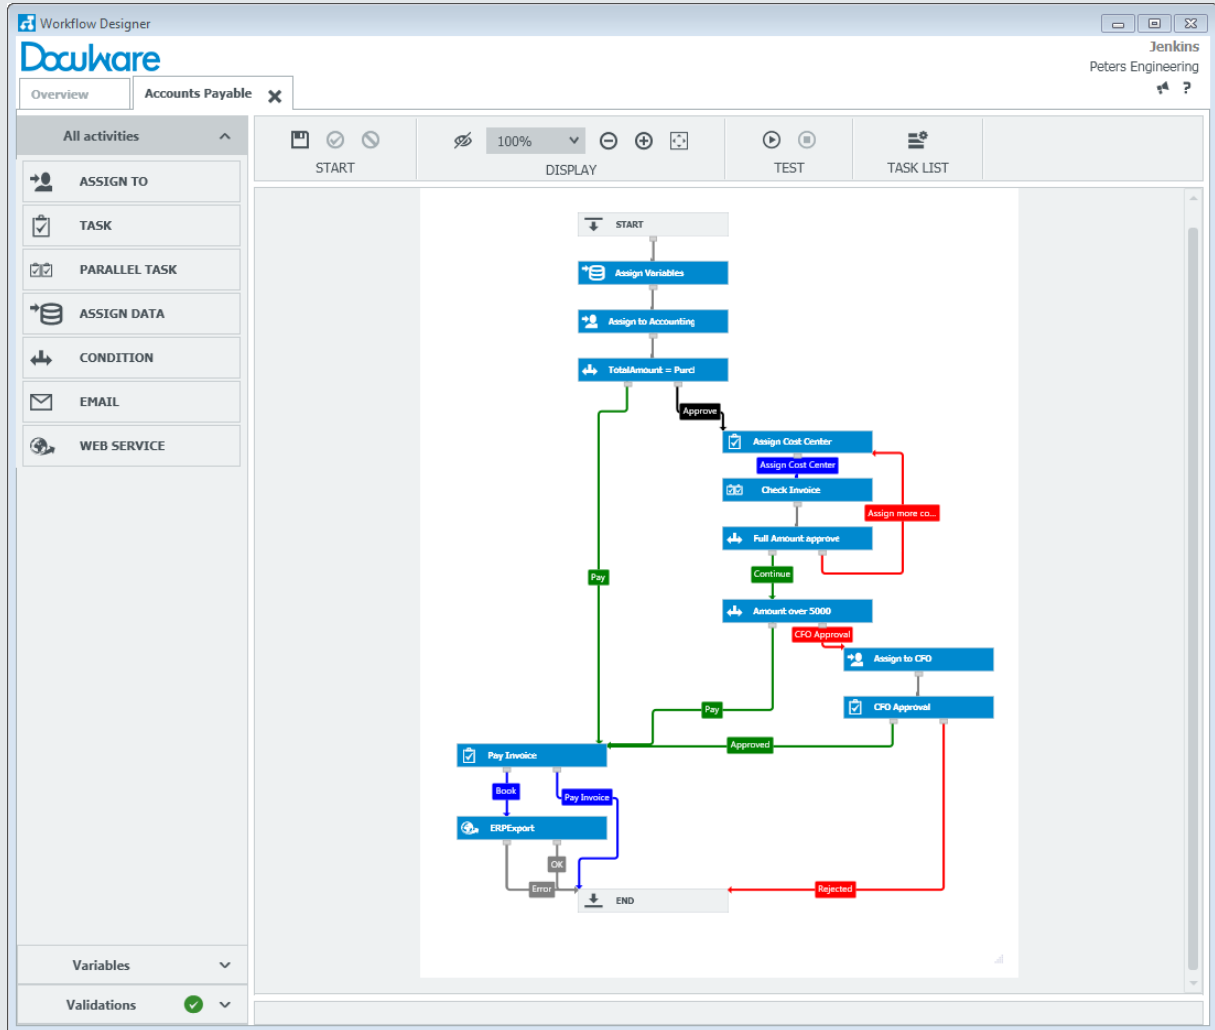 Workflow Designer
DocuWare
Jenkins
Peters Engineering
Overview
Accounts Payable
?
All activities
ASSIGN TO
TASK
PARALLEL TASK
ASSIGN DATA
CONDITION
EMAIL
WEB SERVICE
Variables
Validations
START
100%
DISPLAY
TEST
TASK LIST
START
Assign Variables
Assign to Accounting
TotalAmount = Purcl
Approve
Assign Cost Center
Assign Cost Center
Check Invoice
Assign more co...
Full Amount approve
Continue
Pay
Amount over 5000
CFO Approval
Assign to CFO
CFO Approval
Pay
Approved
Pay Invoice
Book
Pay Invoice
ERPExport
OK
Error
Rejected
END